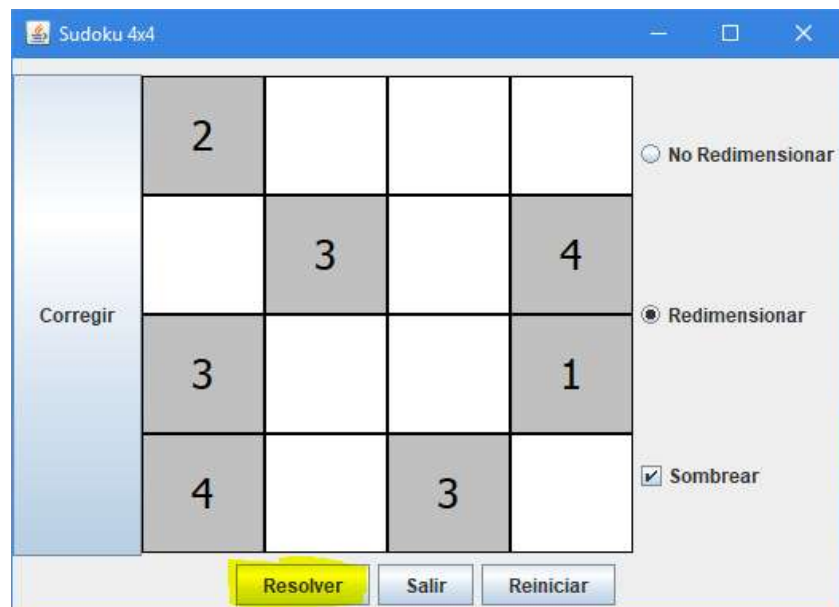 Sudoku 4x4
2
No Redimensionar
3 4
Corregir
Redimensionar
3 1
4 3
Sombrear
Resolver Salir Reiniciar